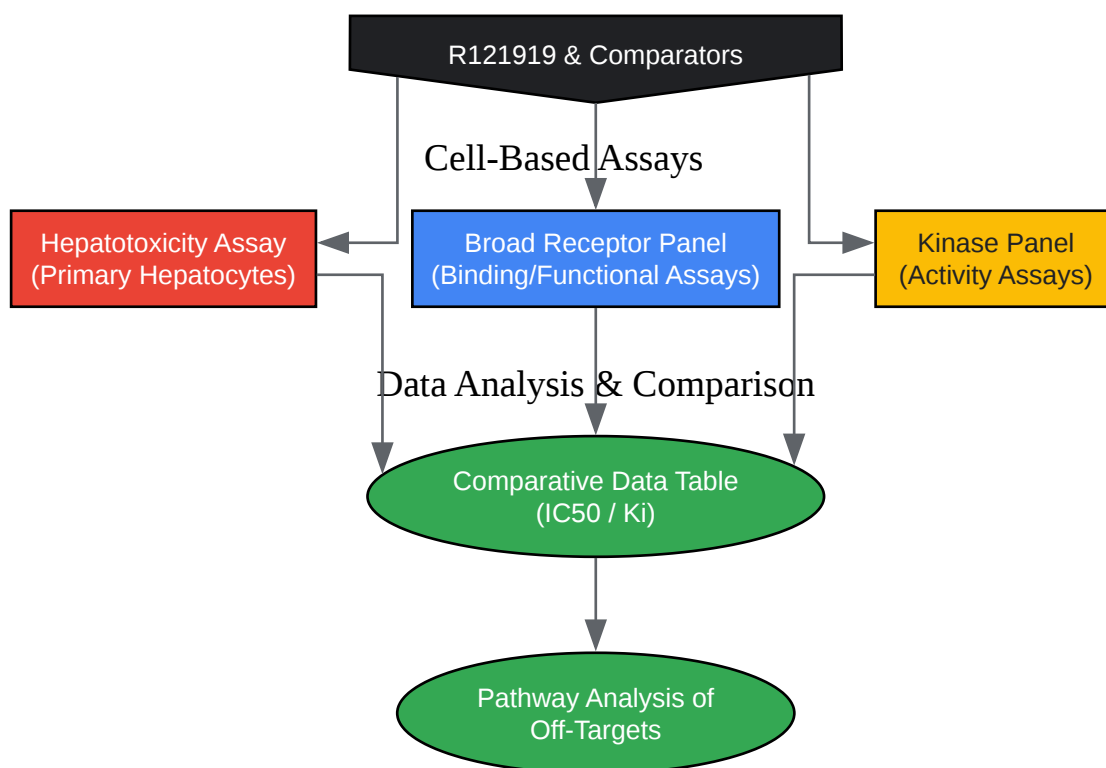 R121919 & Comparators
Cell-Based Assays
Hepatotoxicity Assay
(Primary Hepatocytes)
Broad Receptor Panel
(Binding/Functional Assays)
Kinase Panel
(Activity Assays)
Data Analysis & Comparison
Comparative Data Table
(IC50 / Ki)
Pathway Analysis of
Off-Targets